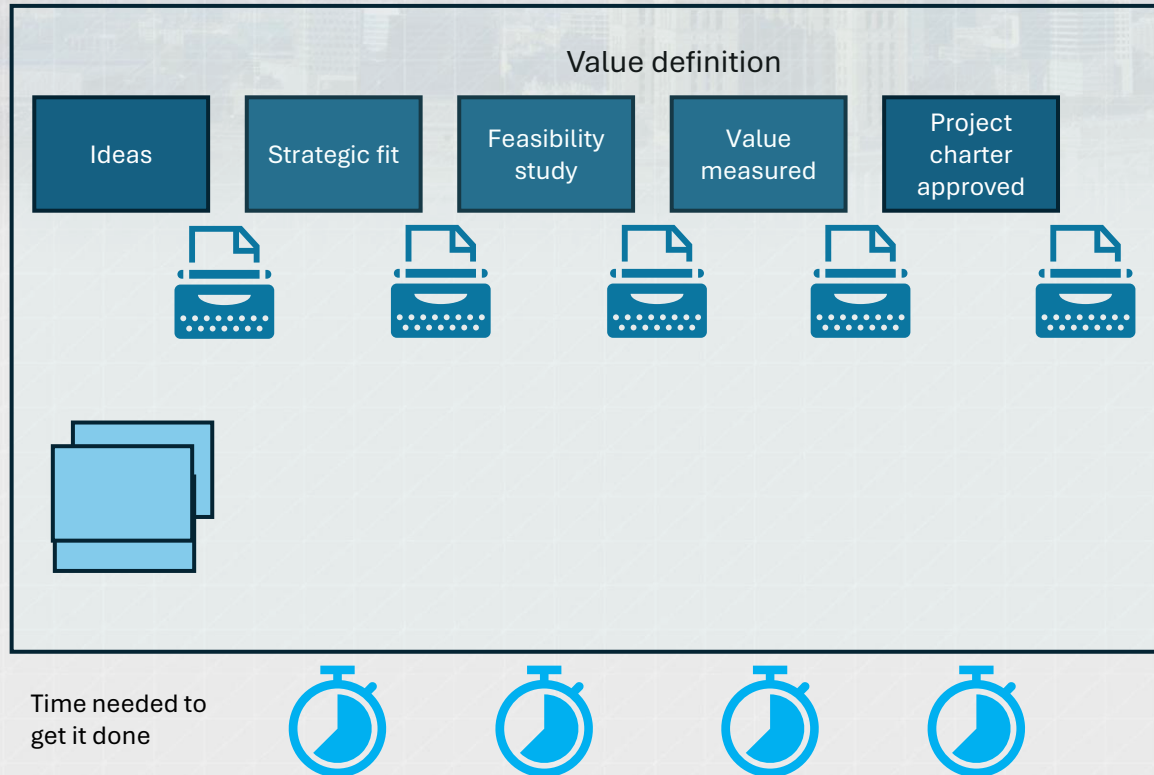 Value definition
Ideas
Strategic fit
Feasibility
study
Value
measured
Project
charter
approved
Time needed to
get it done